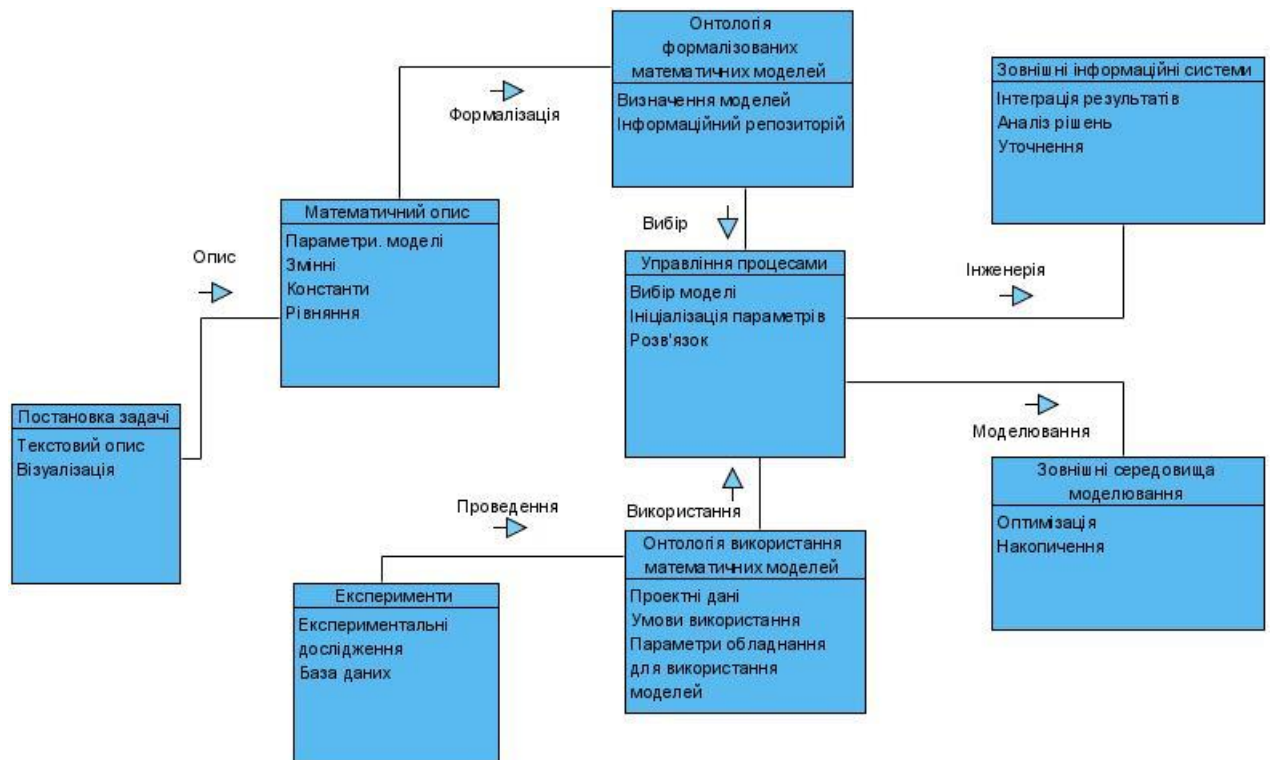 Онтологія
формалізованих
математичних моделей
Визначення моделей
Інформаційний репозиторій
Зовнішні інформаційні системи
Інтеграція результатів
Аналіз рішень
Уточнення
Формалізація
Математичний опис
Параметри. моделі
Змінні
Константи
Рівняння
Опис
Вибір
Управління процесами
Вибір моделі
Ініціалізація параметрів
Розв'язок
Інженерія
Моделювання
Постановка задачі
Текстовий опис
Візуалізація
Зовнішні середовища
моделювання
Оптимізація
Накопичення
Проведення
Використання
Онтологія використання
математичних моделей
Проектні дані
Умови використання
Параметри обладнання
для використання
моделей
Експерименти
Експериментальні
дослідження
База даних